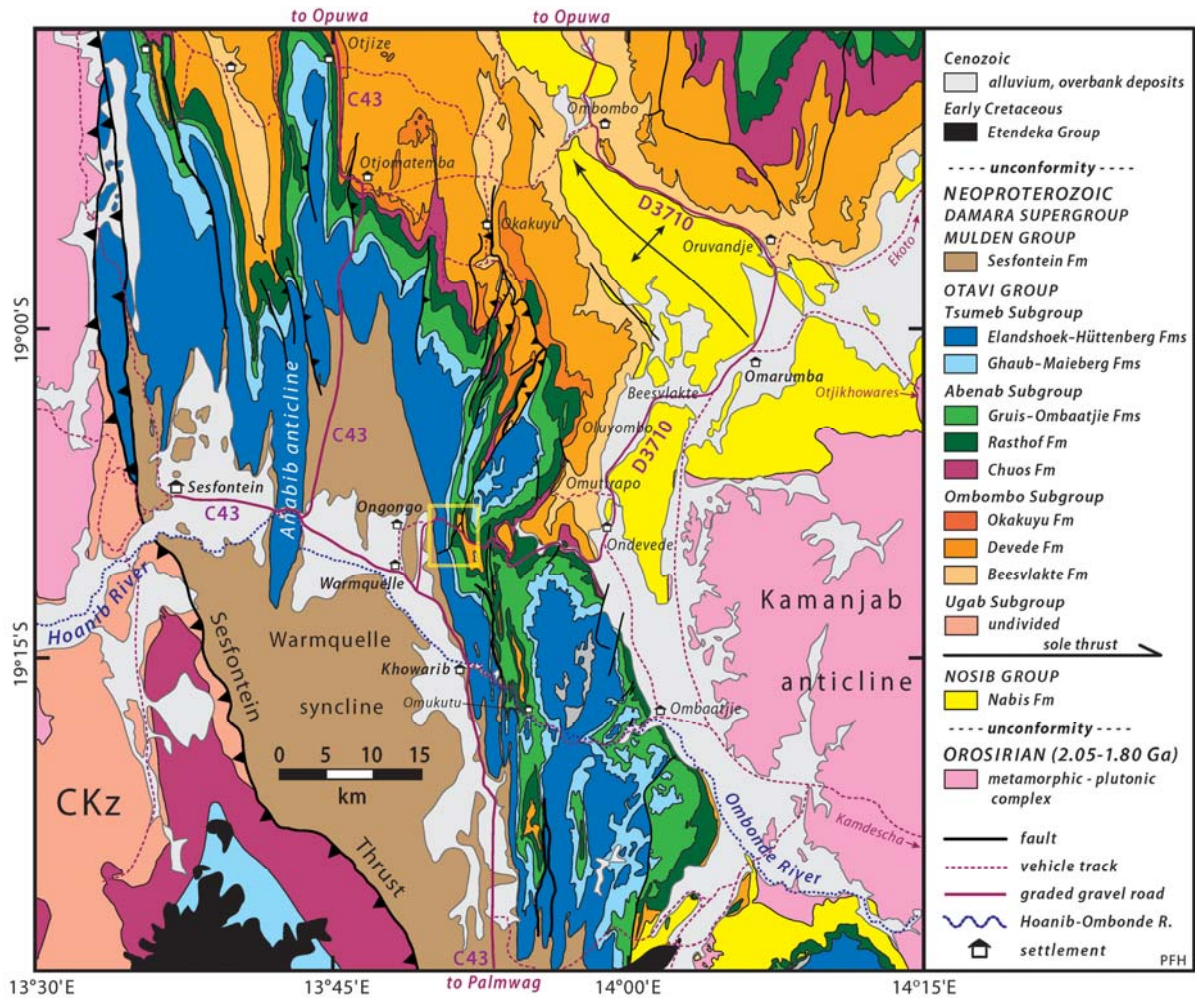 to Opuwa
to Opuwa
Otjize
C43
Ombombo
Otjomatemba
Okakuyu
D3710
Oruvandje
Ekoto
19°00'S
Anabib anticline
C43
Omarumba
Beesvlakte
Otjikhowares
Oluyombo
D3710
Omutirapo
Sesfontein
C43
Ongongo
Ondevede
Warmquelle
Hoanib River
Kamanjab
anticline
Sesfontein
Thrust
Warmquelle
syncline
19°15'S
Khowarib
Omukutu
Ombaatjie
0 5 10 15
km
CKz
Ombonde River
Kamdescha
C43
to Palmwag
13°30'E
13°45'E
14°00'E
14°15'E
Cenozoic
alluvium, overbank deposits
Early Cretaceous
Etendeka Group
---- unconformity ----
NEOPROTEROZOIC
DAMARA SUPERGROUP
MULDEN GROUP
Sesfontein Fm
OTAVI GROUP
Tsumeb Subgroup
Elandshoek-Hüttenberg Fms
Ghaub-Maieberg Fms
Abenab Subgroup
Gruis-Ombaatjie Fms
Rasthof Fm
Chuos Fm
Ombombo Subgroup
Okakuyu Fm
Devede Fm
Beesvlakte Fm
Ugab Subgroup
undivided
sole thrust
NOSIB GROUP
Nabis Fm
---- unconformity ----
OROSIRIAN (2.05-1.80 Ga)
metamorphic - plutonic
complex
fault
vehicle track
graded gravel road
Hoanib-Ombonde R.
settlement
PFH